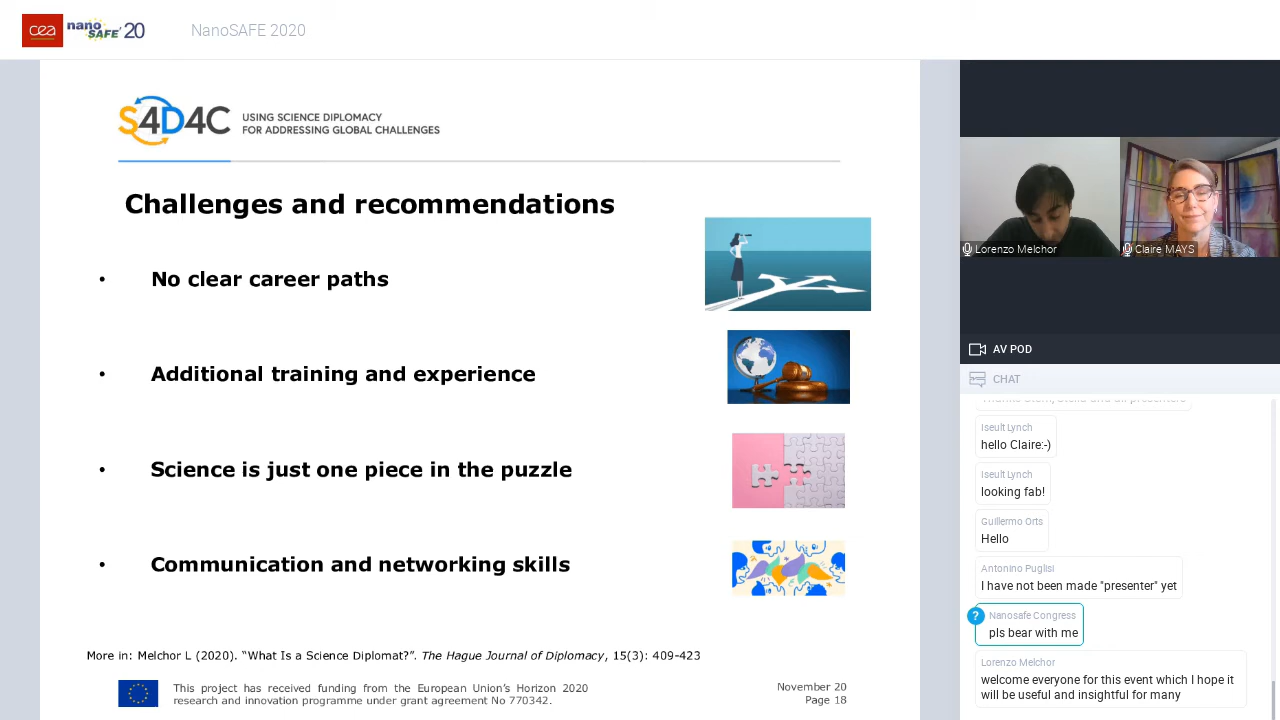 cea
nano
SAFE 20
NanoSAFE 2020
S4D4C
USING SCIENCE DIPLOMACY
FOR ADDRESSING GLOBAL CHALLENGES
Challenges and recommendations
• No clear career paths
• Additional training and experience
• Science is just one piece in the puzzle
• Communication and networking skills
More in: Melchor L (2020). “What Is a Science Diplomat?”. The Hague Journal of Diplomacy, 15(3): 409-423
This project has received funding from the European Union’s Horizon 2020
research and innovation programme under grant agreement No 770342.
November 20
Page 18
Lorenzo Melchor
Claire MAYS
AV POD
CHAT
Iseult Lynch
hello Claire:-)
Iseult Lynch
looking fab!
Guillermo Orts
Hello
Antonino Puglisi
I have not been made "presenter" yet
?
Nanosafe Congress
pls bear with me
Lorenzo Melchor
welcome everyone for this event which I hope it
will be useful and insightful for many